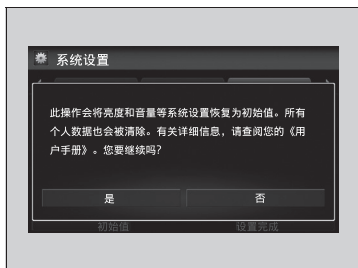 系统设置
此操作会将亮度和音量等系统设置恢复为初始值。所有
个人数据也会被清除。有关详细信息，请查阅您的《用
户手册》。您要继续吗？
是 否
初始值 设置完成